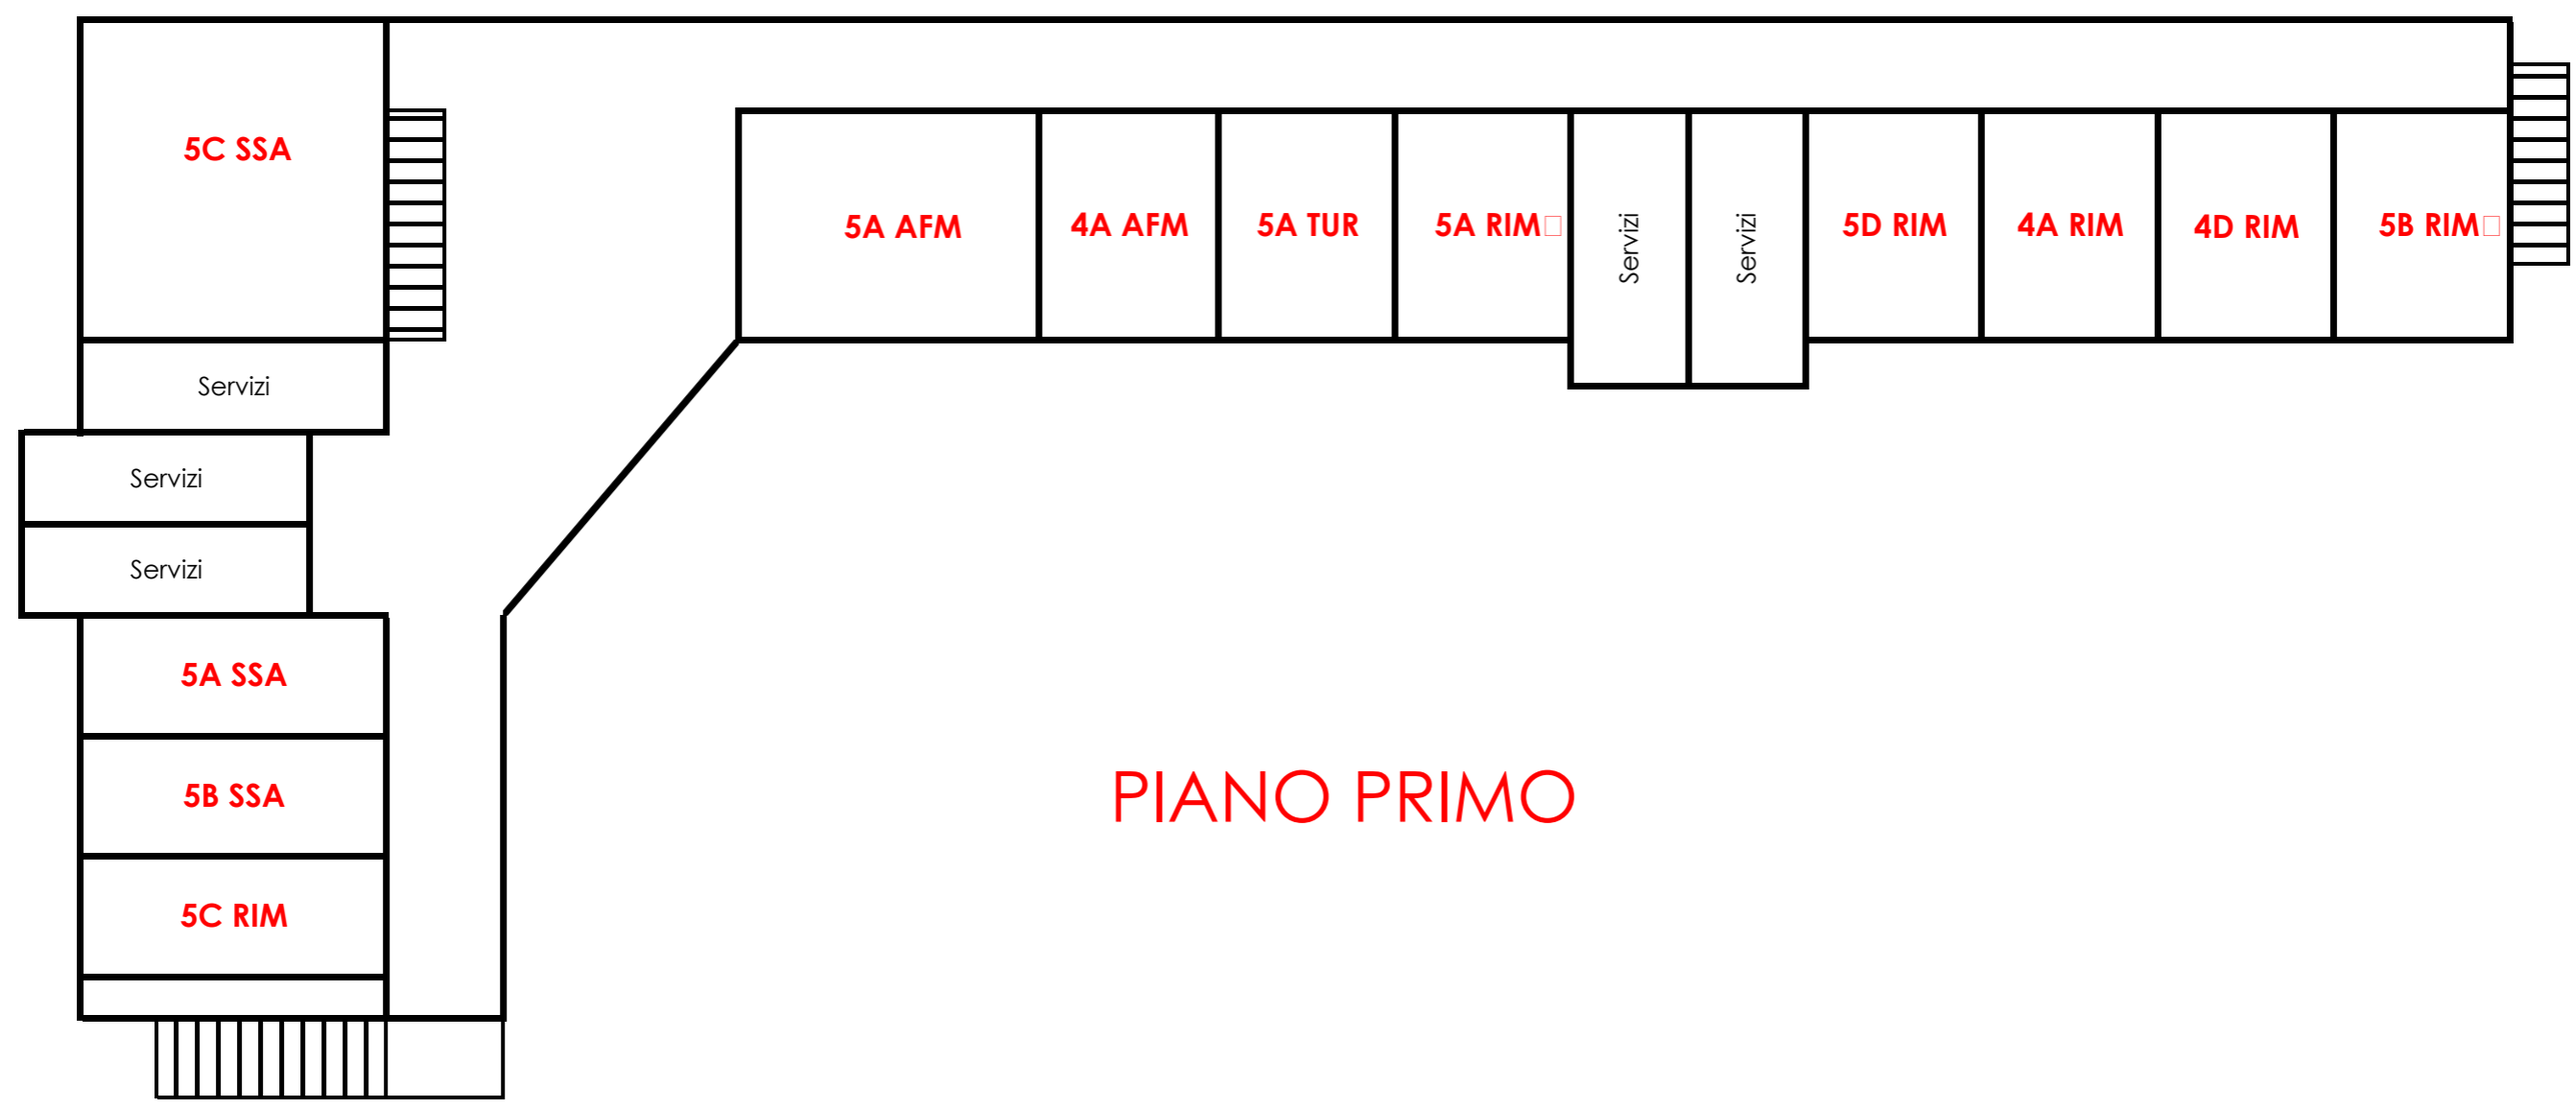 5C SSA
5A AFM
4A AFM
5A TUR
5A RIM
Servizi
Servizi
5D RIM
4A RIM
4D RIM
5B RIM
Servizi
Servizi
Servizi
5A SSA
5B SSA
5C RIM
PIANO PRIMO